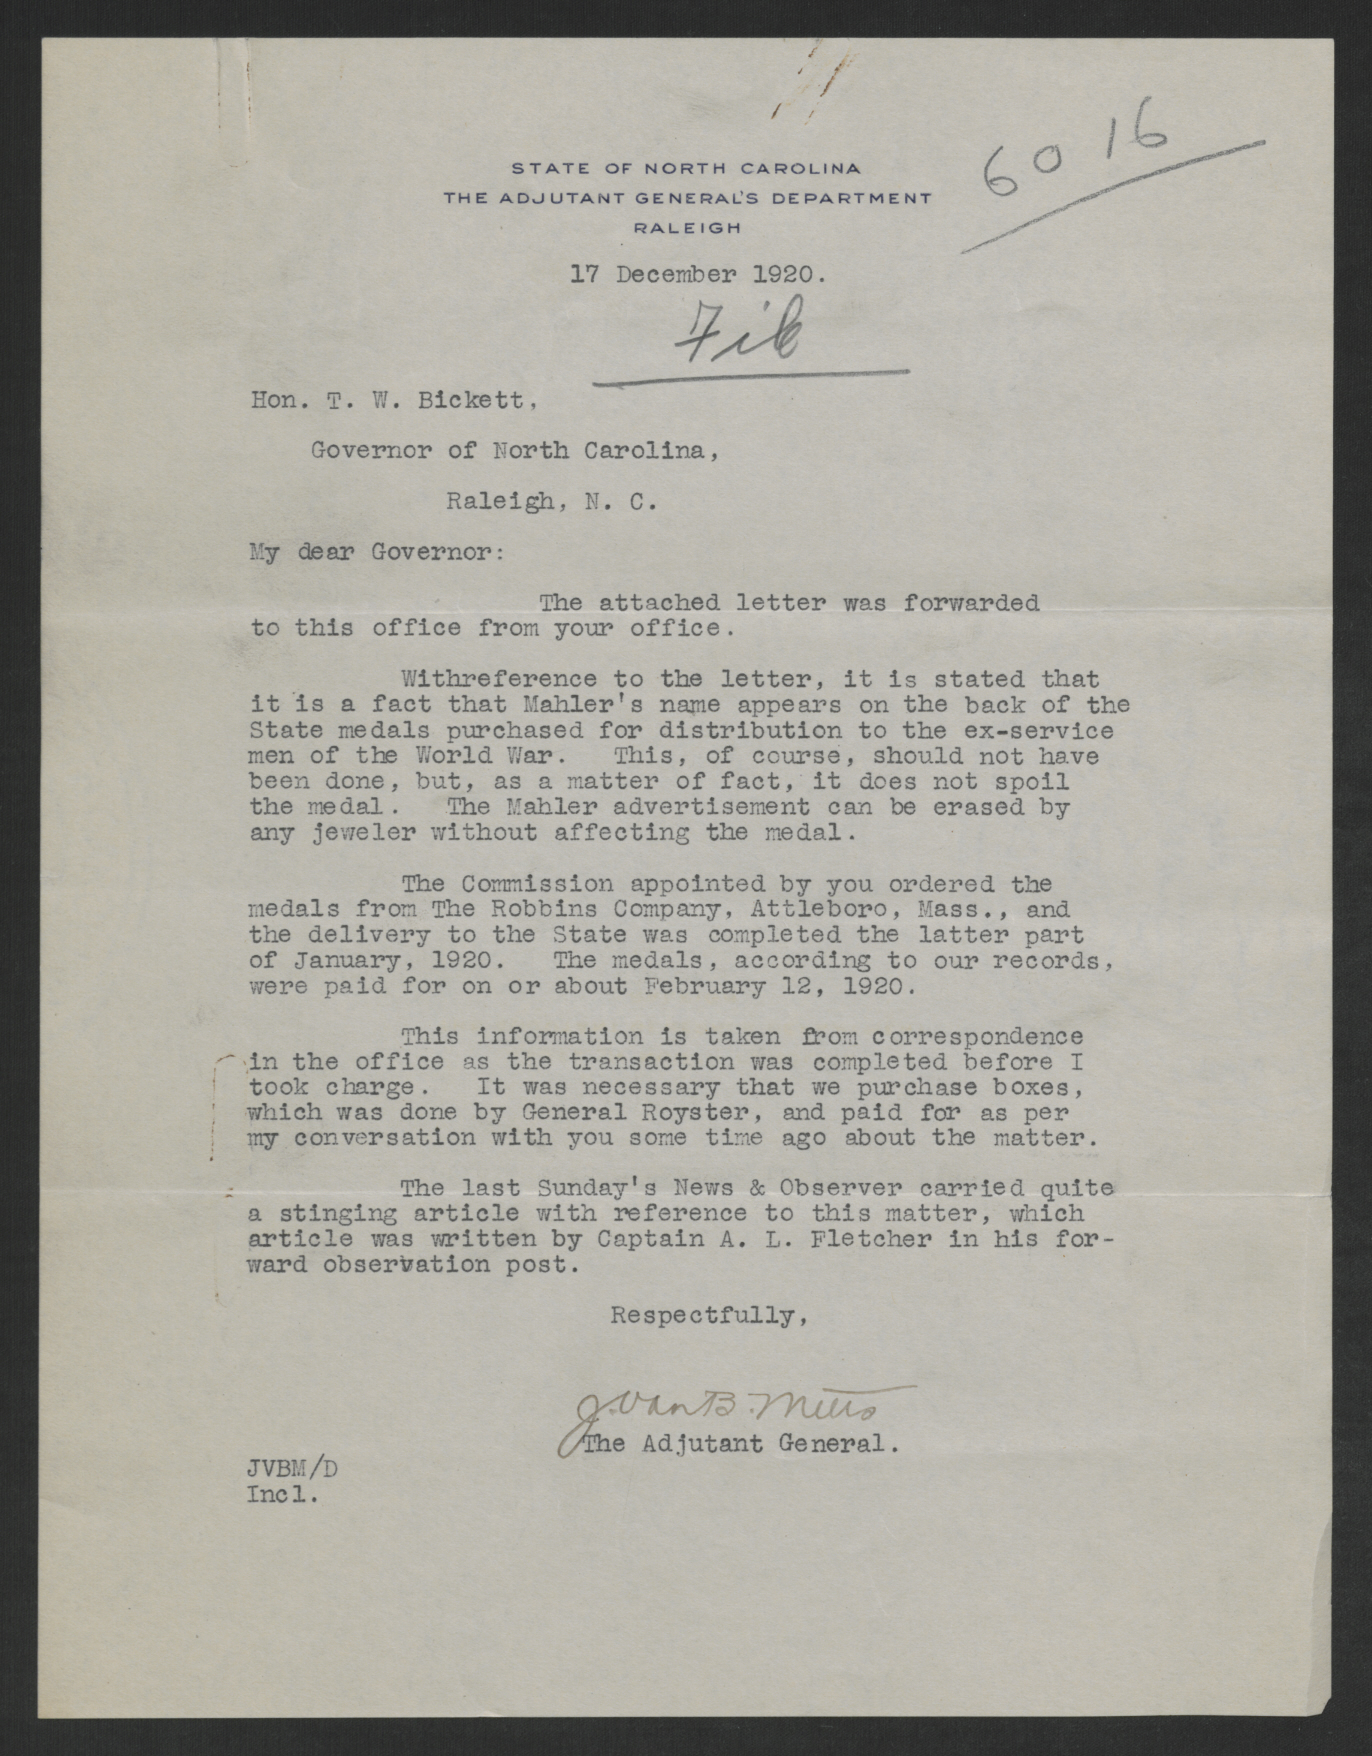 6016
STATE OF NORTH CAROLINA
THE ADJUTANT GENERAL'S DEPARTMENT
RALEIGH
17 December 1920.
File
Hon. T. W. Bickett,
Governor of North Carolina,
Raleigh, N. C.
My dear Governor:
The attached letter was forwarded
to this office from your office.
Withreference to the letter, it is stated that
it is a fact that Mahler's name appears on the back of the
State medals purchased for distribution to the ex-service
men of the World War. This, of course, should not have
been done, but, as a matter of fact, it does not spoil
the medal. The Mahler advertisement can be erased by
any jeweler without affecting the medal.
The Commission appointed by you ordered the
medals from The Robbins Company, Attleboro, Mass., and
the delivery to the State was completed the latter part
of January, 1920. The medals, according to our records,
were paid for on or about February 12, 1920.
This information is taken from correspondence
in the office as the transaction was completed before I
took charge. It was necessary that we purchase boxes,
which was done by General Royster, and paid for as per
my conversation with you some time ago about the matter.
The last Sunday's News & Observer carried quite
a stinging article with reference to this matter, which
article was written by Captain A. L. Fletcher in his for-
ward observation post.
Respectfully,
J. Van B. Metts
The Adjutant General.
JVBM/D
Incl.